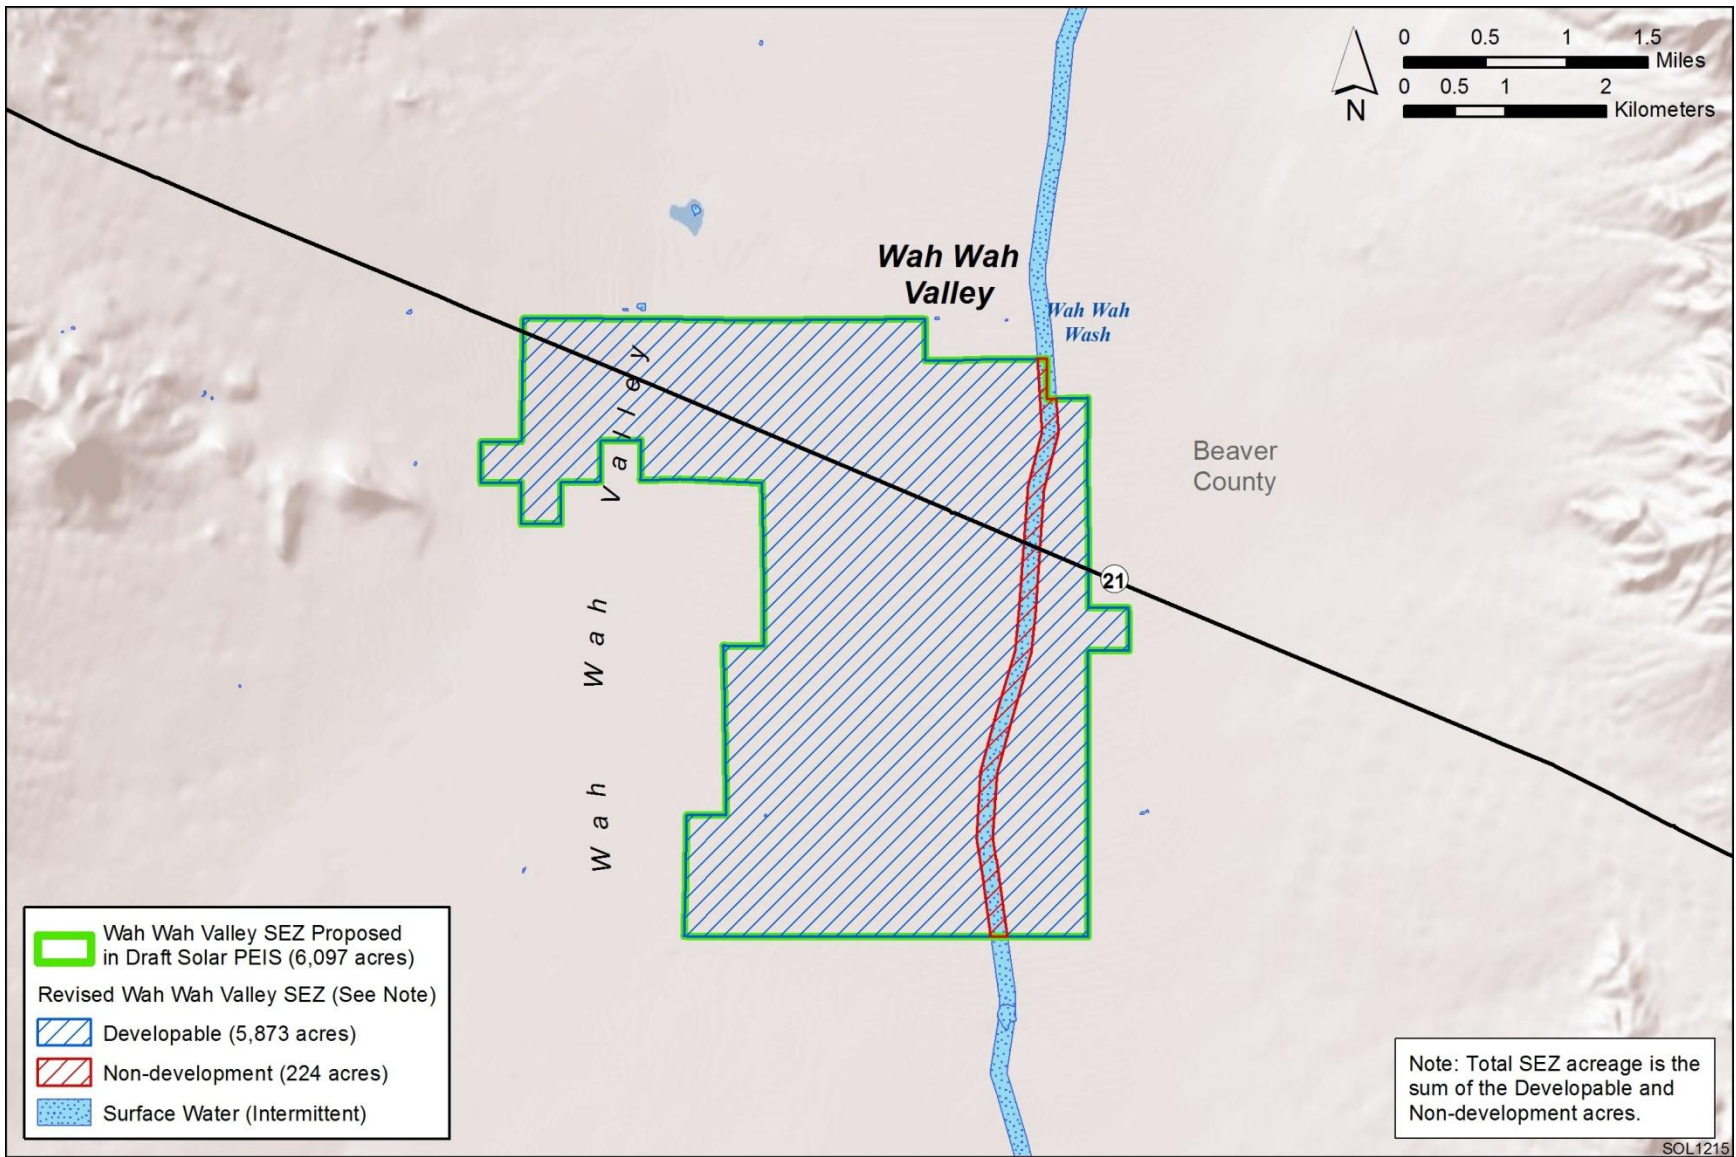 0 0.5 1 1.5
Miles
0 0.5 1 2
Kilometers
N
Wah Wah
Valley
Wah Wah
Wash
Beaver
County
21
Wah Wah Valley
Wah Wah Valley SEZ Proposed
in Draft Solar PEIS (6,097 acres)
Revised Wah Wah Valley SEZ (See Note)
Developable (5,873 acres)
Non-development (224 acres)
Surface Water (Intermittent)
Note: Total SEZ acreage is the
sum of the Developable and
Non-development acres.
SOL1215